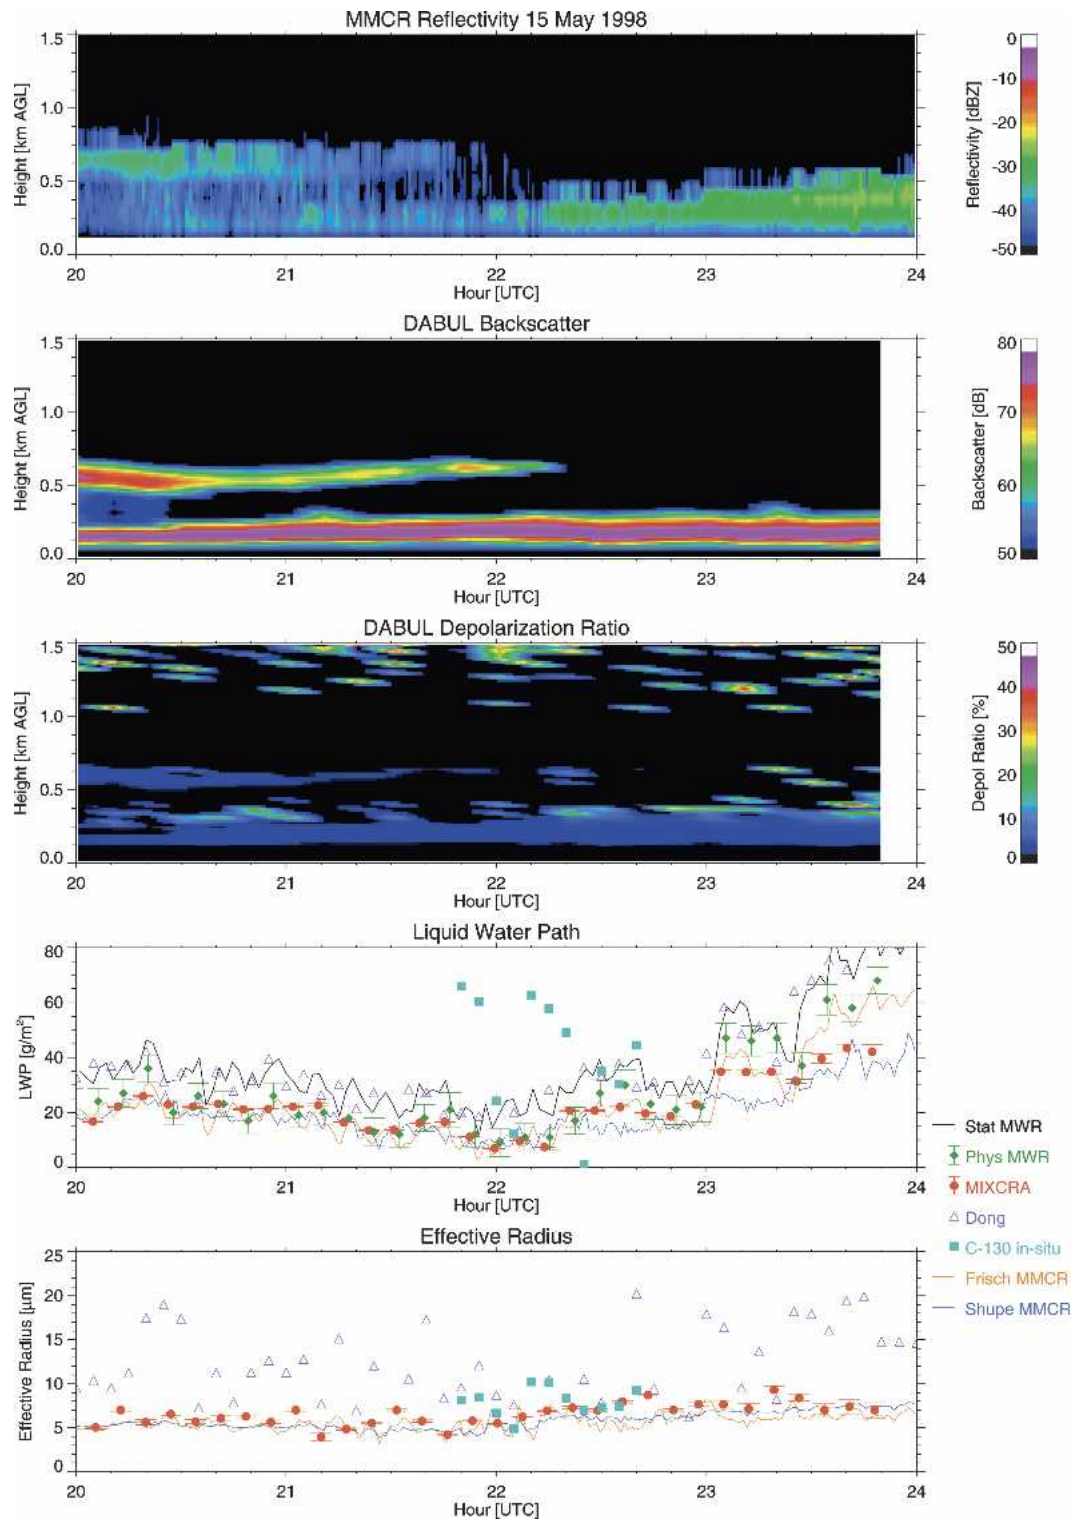 MMCR Reflectivity 15 May 1998
1.5
1.0
0.5
0.0
Height [km AGL]
20 21 22 23 24
Hour [UTC]
0
-10
-20
-30
-40
-50
Reflectivity [dBZ]
DABUL Backscatter
1.5
1.0
0.5
0.0
Height [km AGL]
20 21 22 23 24
Hour [UTC]
80
70
60
50
Backscatter [dB]
DABUL Depolarization Ratio
1.5
1.0
0.5
0.0
Height [km AGL]
20 21 22 23 24
Hour [UTC]
50
40
30
20
10
0
Depol Ratio [%]
Liquid Water Path
80
60
40
20
0
LWP [g/m²]
20 21 22 23 24
Hour [UTC]
Stat MWR
Phys MWR
MIXCRA
Dong
C-130 in-situ
Frisch MMCR
Shupe MMCR
Effective Radius
25
20
15
10
5
0
Effective Radius [µm]
20 21 22 23 24
Hour [UTC]